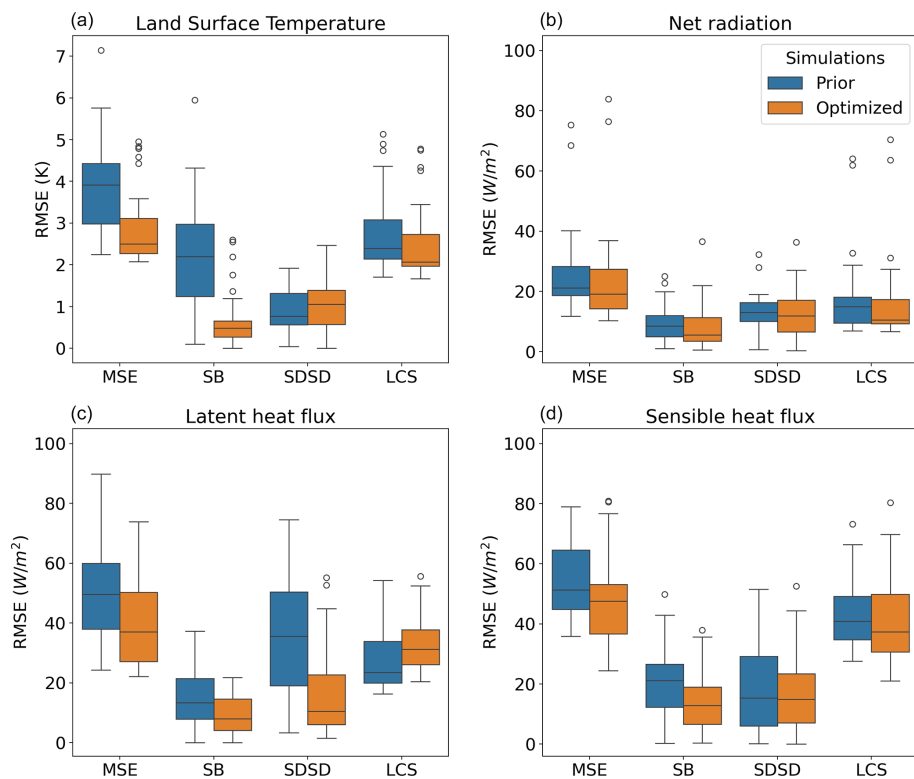 (a) Land Surface Temperature
RMSE (K)
7
6
5
4
3
2
1
0
MSE SB SDSD LCS
(b) Net radiation
RMSE (W/m²)
100
80
60
40
20
0
Simulations
Prior
Optimized
MSE SB SDSD LCS
(c) Latent heat flux
RMSE (W/m²)
100
80
60
40
20
0
MSE SB SDSD LCS
(d) Sensible heat flux
RMSE (W/m²)
100
80
60
40
20
0
MSE SB SDSD LCS